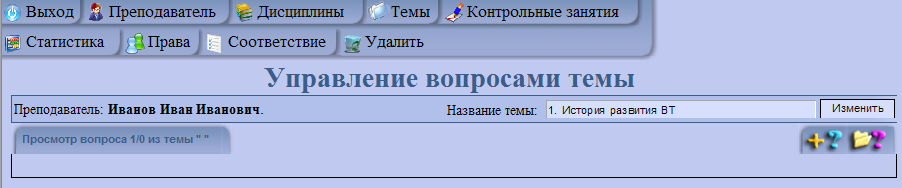 Выход Преподаватель Дисциплины Темы Контрольные занятия
Статистика Права Соответствие Удалить
Управление вопросами темы
Преподаватель: Иванов Иван Иванович. Название темы: 1. История развития ВТ Изменить
Просмотр вопроса 1/0 из темы " "